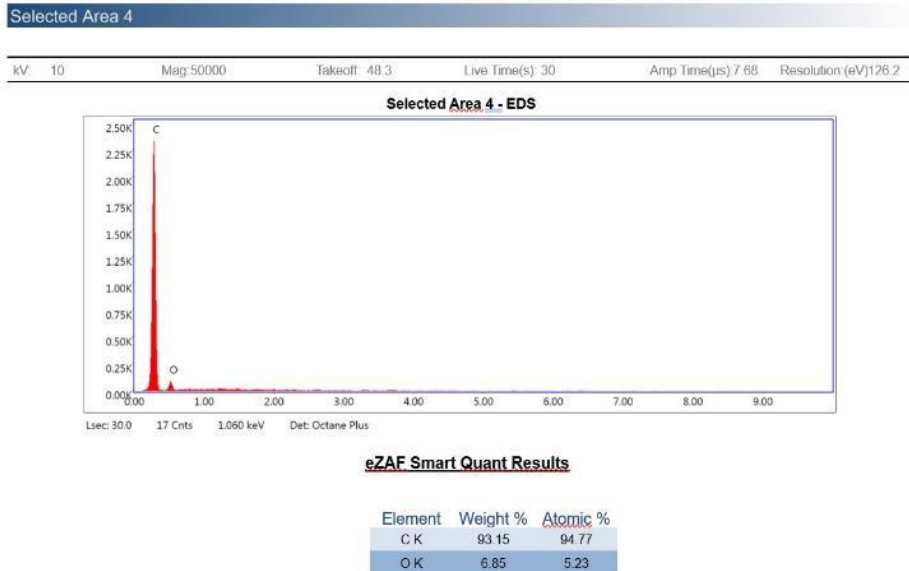 Selected Area 4
kV: 10 Mag:50000 Takeoff: 48.3 Live Time(s): 30 Amp Time(μs):7.68 Resolution:(eV)126.2
Selected Area 4 - EDS
2.50K
C
2.25K
2.00K
1.75K
1.50K
1.25K
1.00K
0.75K
0.50K
0.25K
O
0.00K
0.00 1.00 2.00 3.00 4.00 5.00 6.00 7.00 8.00 9.00
Lsec: 30.0 17 Cnts 1.060 keV Det: Octane Plus
eZAF Smart Quant Results
Element Weight % Atomic %
C K 93.15 94.77
O K 6.85 5.23